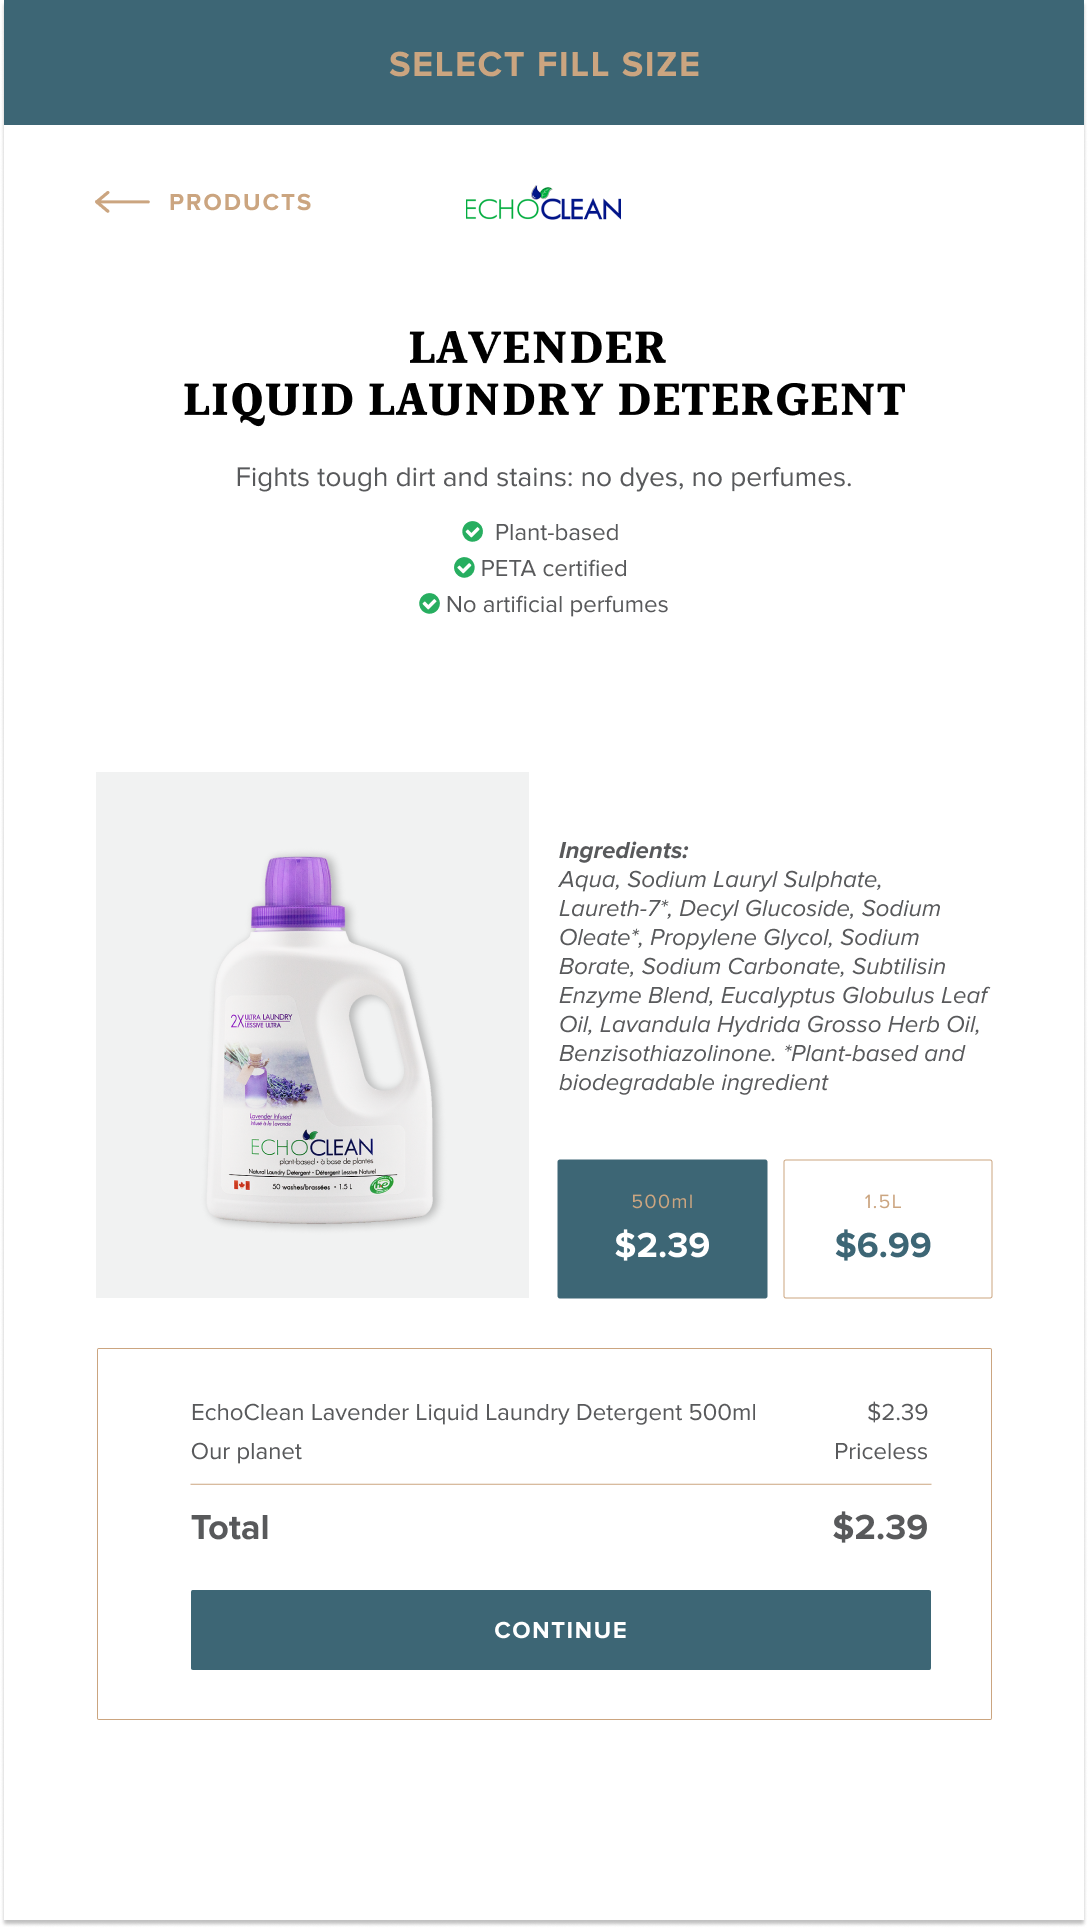 SELECT FILL SIZE
PRODUCTS
ECHOCLEAN
LAVENDER
LIQUID LAUNDRY DETERGENT
Fights tough dirt and stains: no dyes, no perfumes.
Plant-based
PETA certified
No artificial perfumes
Ingredients:
Aqua, Sodium Lauryl Sulphate,
Laureth-7*, Decyl Glucoside, Sodium
Oleate*, Propylene Glycol, Sodium
Borate, Sodium Carbonate, Subtilisin
Enzyme Blend, Eucalyptus Globulus Leaf
Oil, Lavandula Hydrida Grosso Herb Oil,
Benzisothiazolinone. *Plant-based and
biodegradable ingredient
2X ULTRA LAUNDRY
LESSIVE ULTRA
Lavender Infused
Infusé à la lavande
ECHOCLEAN
plant-based • à base de plantes
Natural Laundry Detergent • Détergent Lessive Naturel
50 washes/brassées • 1.5 L
he
500ml
$2.39
1.5L
$6.99
EchoClean Lavender Liquid Laundry Detergent 500ml $2.39
Our planet Priceless
Total $2.39
CONTINUE